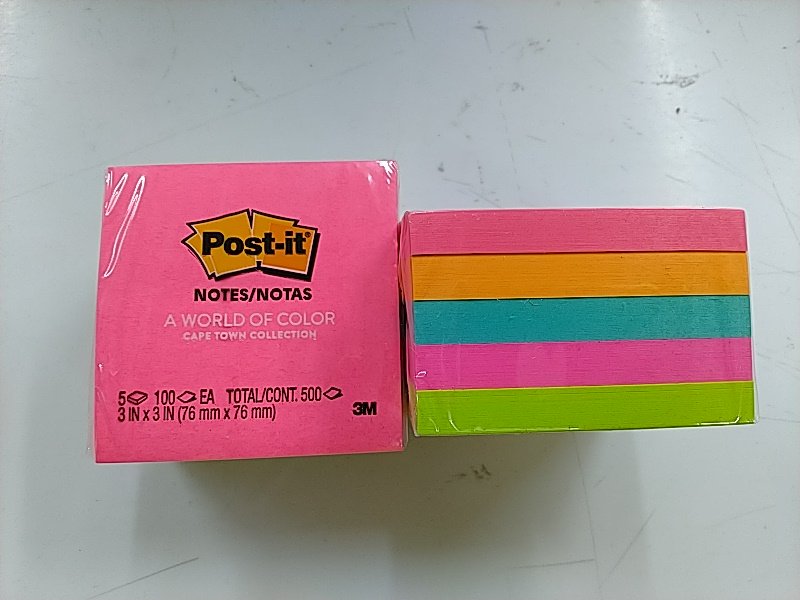 Post-it®
NOTES/NOTAS
A WORLD OF COLOR
CAPE TOWN COLLECTION
5 100 EA TOTAL/CONT. 500
3 IN x 3 IN (76 mm x 76 mm)
3M